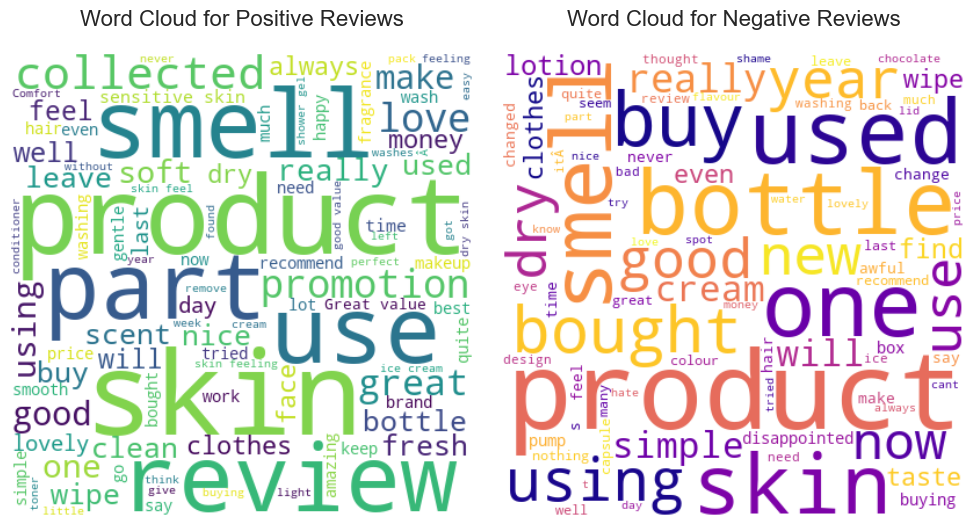 Word Cloud for Positive Reviews
collected
never
always
pack
feeling
make
easy
Comfort
sensitive skin
smell
much
shower gel
happy
fragrance
wash
love
feel
hair
even
money
well
without
washes
used
leave
soft
dry
really
skin feel
need
good value
product
conditioner
washing
gentle
last
found
time
left
got
dry skin
year
now
recommend
perfect
makeup
part
remove
promotion
using
day
lot
Great value
best
scent
nice
week
cream
use
quite
price
will
tried
buy
skin feeling
face
ice cream
great
smooth
skin
bought
work
brand
good
bottle
lovely
clean
clothes
keep
fresh
simple
one
go
amazing
toner
wipe
review
think
give
say
buying
light
little
Word Cloud for Negative Reviews
lotion
thought
shame
leave
chocolate
quite
really
year
wipe
seem
review
flavour
washing
back
much
clothes
part
lid
changed
smell
buy
used
itÂ
nice
never
change
bad
even
try
bottle
water
lovely
price
dry
know
love
spot
good
new
last
find
awful
eye
cream
recommend
time
great
money
one
use
bought
will
box
design
colour
hair
ice
say
feel
product
tried
cant
s
many
hate
make
always
pump
simple
disappointed
now
nothing
capsule
need
taste
using
t
skin
buying
well
day